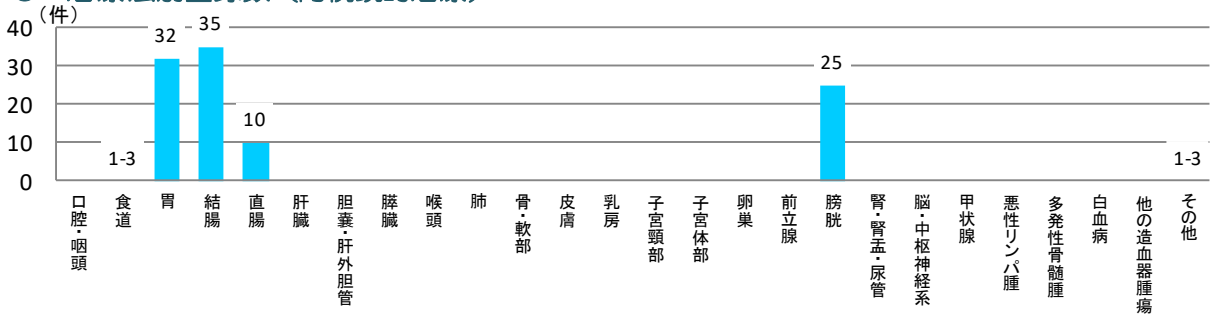 （件）
40
30
20
10
0
1-3
32
35
10
25
1-3
口腔・咽頭
食道
胃
結腸
直腸
肝臓
胆嚢・肝外胆管
膵臓
喉頭
肺
骨・軟部
皮膚
乳房
子宮頸部
子宮体部
卵巣
前立腺
膀胱
腎・腎盂・尿管
脳・中枢神経系
甲状腺
悪性リンパ腫
多発性骨髄腫
白血病
他の造血器腫瘍
その他